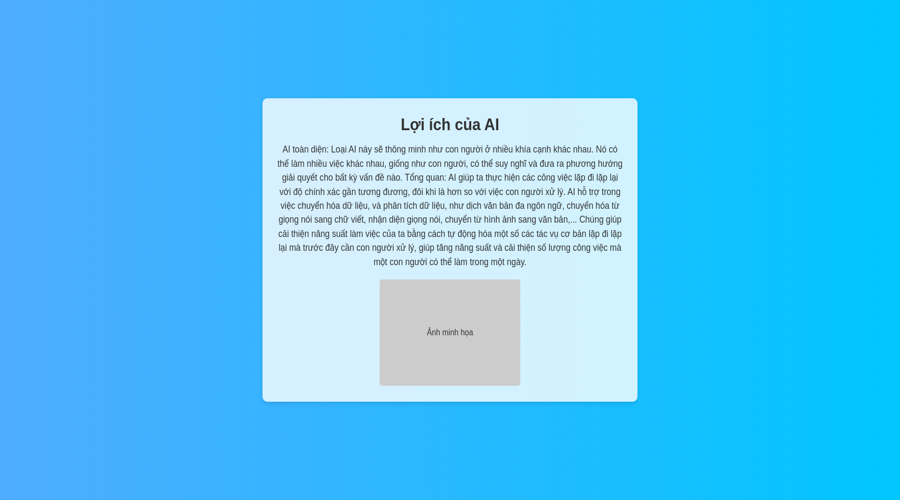 Lợi ích của AI
AI toàn diện: Loại AI này sẽ thông minh như con người ở nhiều khía cạnh khác nhau. Nó có
thể làm nhiều việc khác nhau, giống như con người, có thể suy nghĩ và đưa ra phương hướng
giải quyết cho bất kỳ vấn đề nào. Tổng quan: AI giúp ta thực hiện các công việc lặp đi lặp lại
với độ chính xác gần tương đương, đôi khi là hơn so với việc con người xử lý. AI hỗ trợ trong
việc chuyển hóa dữ liệu, và phân tích dữ liệu, như dịch văn bản đa ngôn ngữ, chuyển hóa từ
giọng nói sang chữ viết, nhận diện giọng nói, chuyển từ hình ảnh sang văn bản,... Chúng giúp
cải thiện năng suất làm việc của ta bằng cách tự động hóa một số các tác vụ cơ bản lặp đi lặp
lại mà trước đây cần con người xử lý, giúp tăng năng suất và cải thiện số lượng công việc mà
một con người có thể làm trong một ngày.
Ảnh minh họa